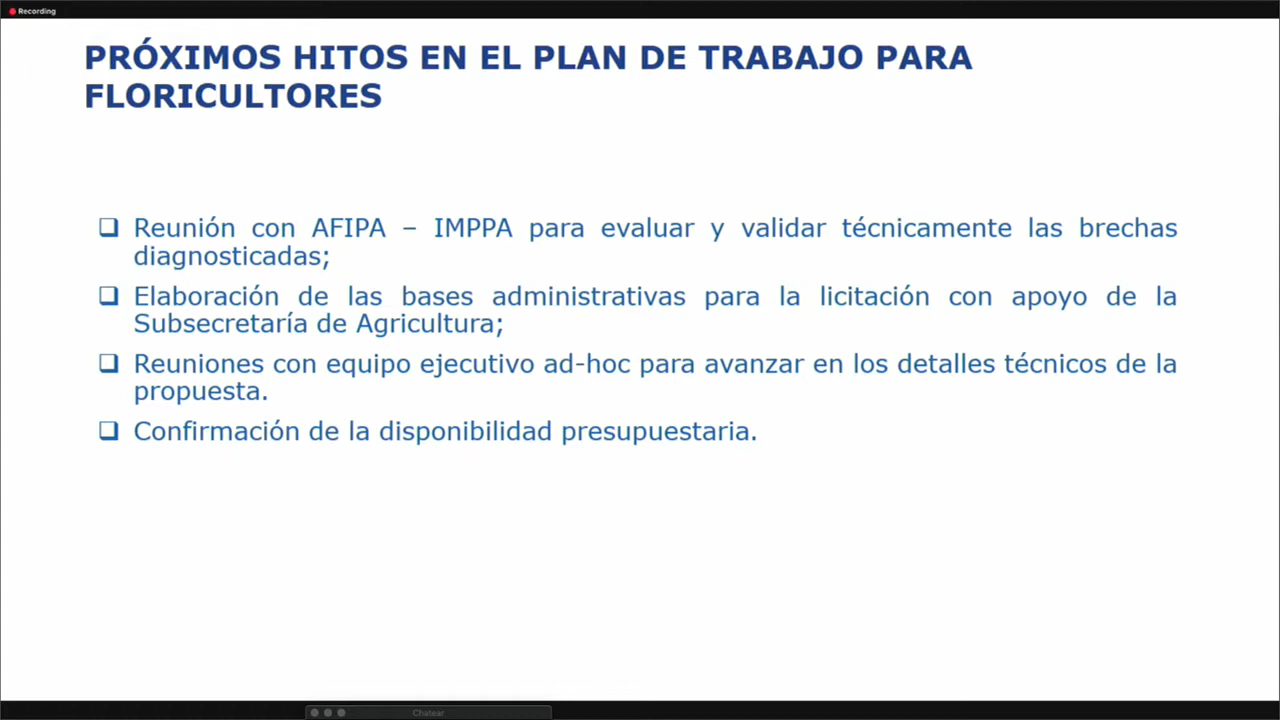 Recording
PRÓXIMOS HITOS EN EL PLAN DE TRABAJO PARA
FLORICULTORES
❑ Reunión con AFIPA – IMPPA para evaluar y validar técnicamente las brechas
diagnosticadas;
❑ Elaboración de las bases administrativas para la licitación con apoyo de la
Subsecretaría de Agricultura;
❑ Reuniones con equipo ejecutivo ad-hoc para avanzar en los detalles técnicos de la
propuesta.
❑ Confirmación de la disponibilidad presupuestaria.
Chatear